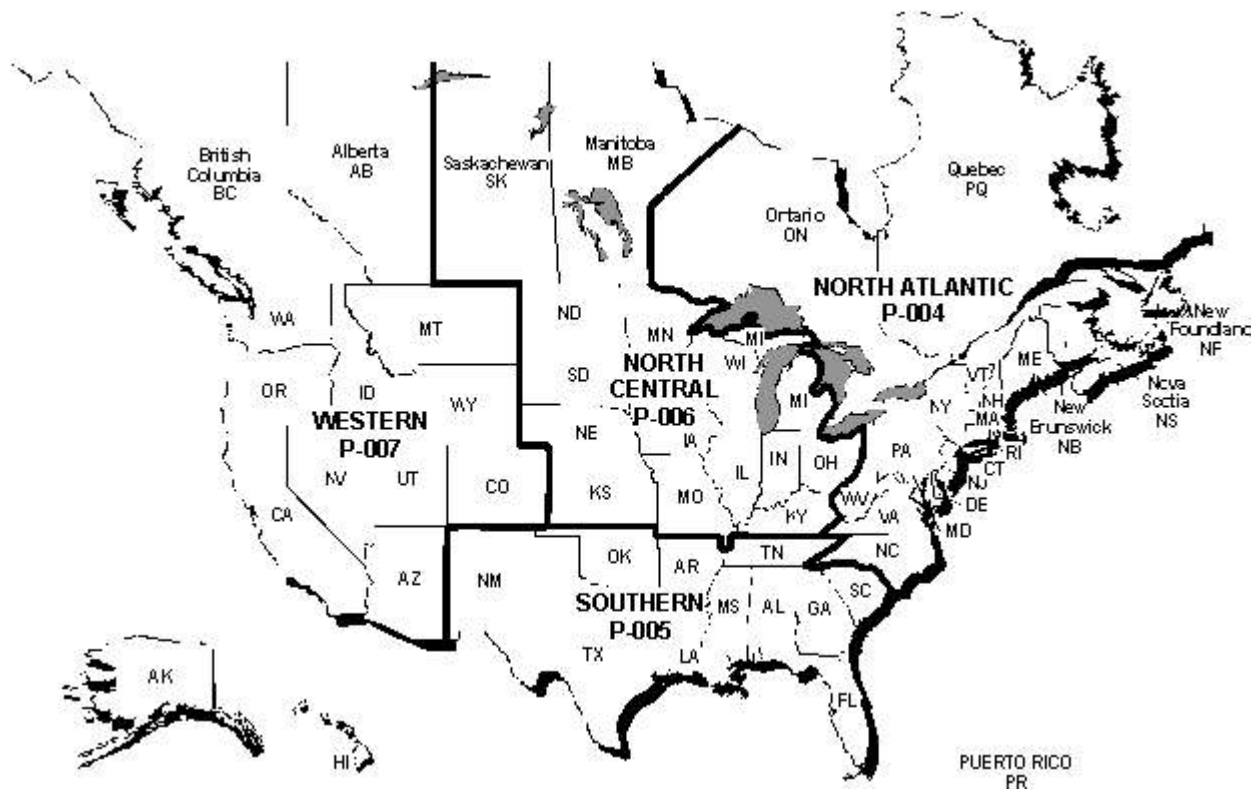 British
Columbia
BC
Alberta
AB
Saskachewan
SK
Manitoba
MB
Ortario
ON
Quebec
PQ
NORTH ATLANTIC
P-004
New
Foundland
NF
Nova
Scotia
NS
New
Brunswick
NB
WA
MT
ND
MN
MI
WI
ME
VT
NH
MA
NY
OR
ID
WY
SD
NORTH
CENTRAL
P-006
MI
WESTERN
P-007
NE
IA
IL
IN
OH
PA
RI
CT
NJ
DE
MD
NV
UT
CO
KS
MO
KY
WV
VA
CA
AZ
NM
OK
AR
TN
NC
SC
SOUTHERN
P-005
MS
AL
GA
TX
LA
FL
AK
HI
PUERTO RICO
PR